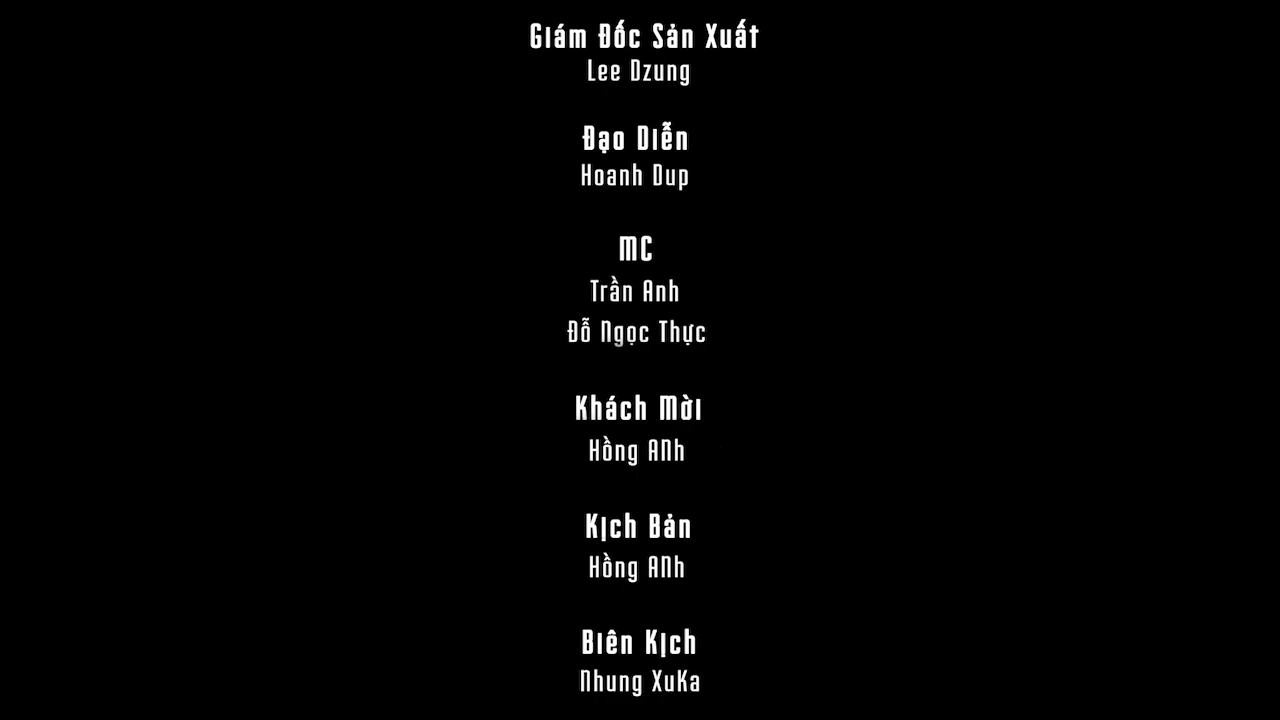 Giám Đốc Sản Xuất
Lee Dzung
Đạo Diễn
Hoanh Dup
MC
Trần Anh
Đỗ Ngọc Thực
Khách Mời
Hồng ANh
Kịch Bản
Hồng ANh
Biên Kịch
Nhung XuKa